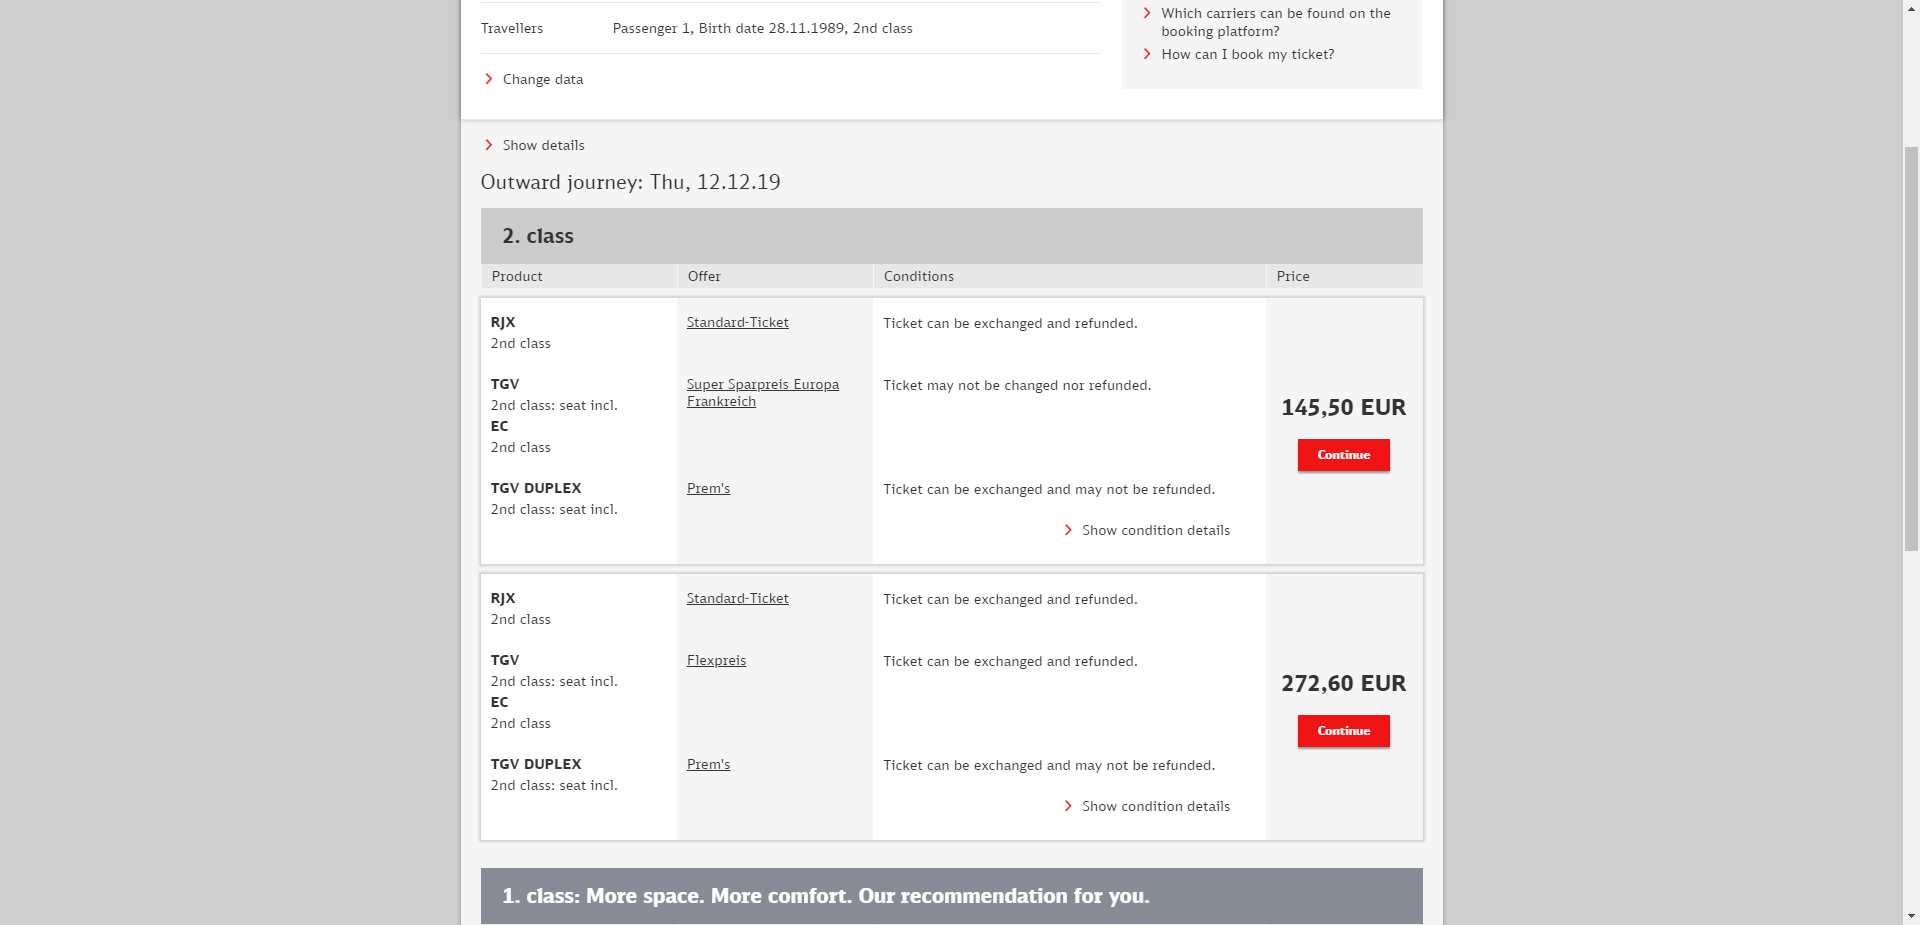 Travellers Passenger 1, Birth date 28.11.1989, 2nd class
Change data
Which carriers can be found on the
booking platform?
How can I book my ticket?
Show details
Outward journey: Thu, 12.12.19
2. class
Product Offer Conditions Price
RJX Standard-Ticket Ticket can be exchanged and refunded.
2nd class
TGV Super Sparpreis Europa Ticket may not be changed nor refunded.
2nd class: seat incl. Frankreich
145,50 EUR
EC
2nd class
Continue
TGV DUPLEX Prem's Ticket can be exchanged and may not be refunded.
2nd class: seat incl.
Show condition details
RJX Standard-Ticket Ticket can be exchanged and refunded.
2nd class
TGV Flexpreis Ticket can be exchanged and refunded.
2nd class: seat incl.
272,60 EUR
EC
2nd class
Continue
TGV DUPLEX Prem's Ticket can be exchanged and may not be refunded.
2nd class: seat incl.
Show condition details
1. class: More space. More comfort. Our recommendation for you.